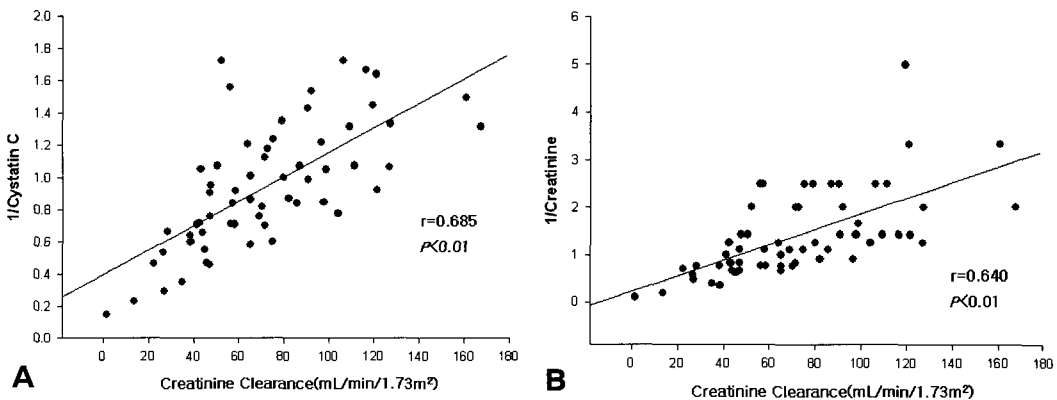 2.0
1.8
1.6
1.4
1.2
1.0
0.8
0.6
0.4
0.2
0.0
1/Cystatin C
r=0.685
P<0.01
0 20 40 60 80 100 120 140 160 180
Creatinine Clearance(mL/min/1.73m²)
A
6
5
4
3
2
1
0
1/Creatinine
r=0.640
P<0.01
0 20 40 60 80 100 120 140 160 180
Creatinine Clearance(mL/min/1.73m²)
B